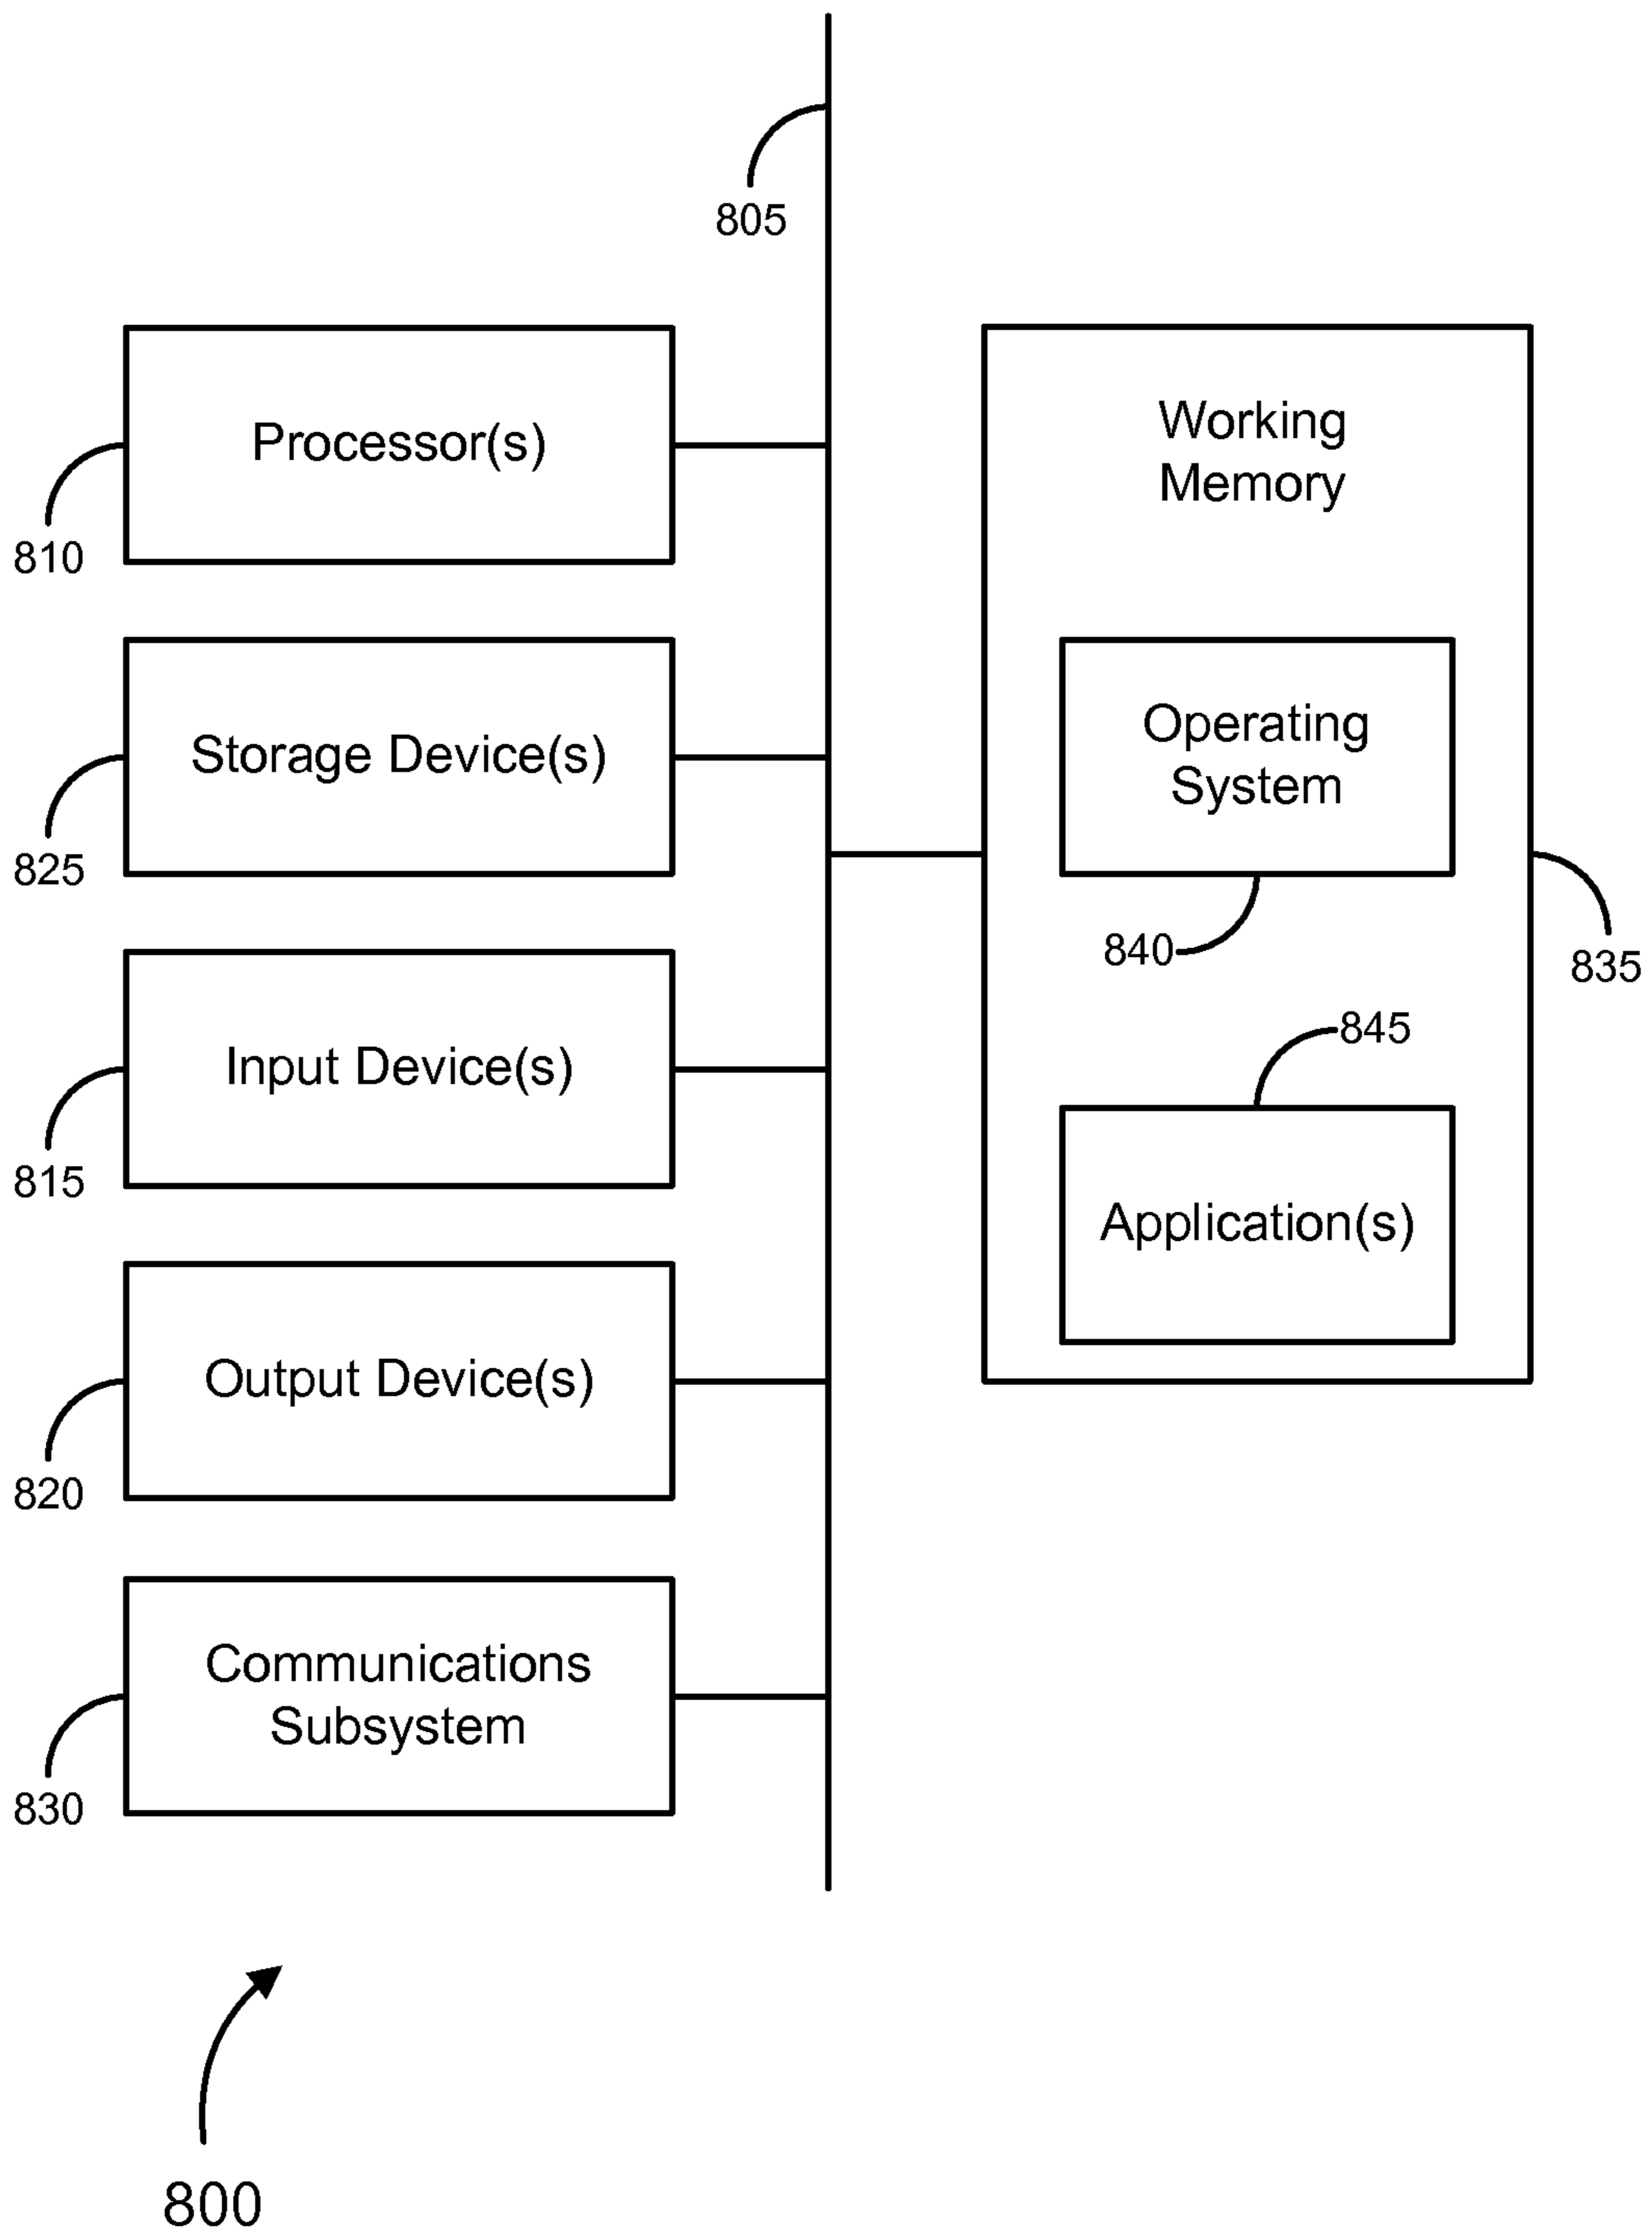 805
Processor(s)
810
Storage Device(s)
825
Input Device(s)
815
Output Device(s)
820
Communications
Subsystem
830
Working
Memory
Operating
System
840
835
845
Application(s)
800